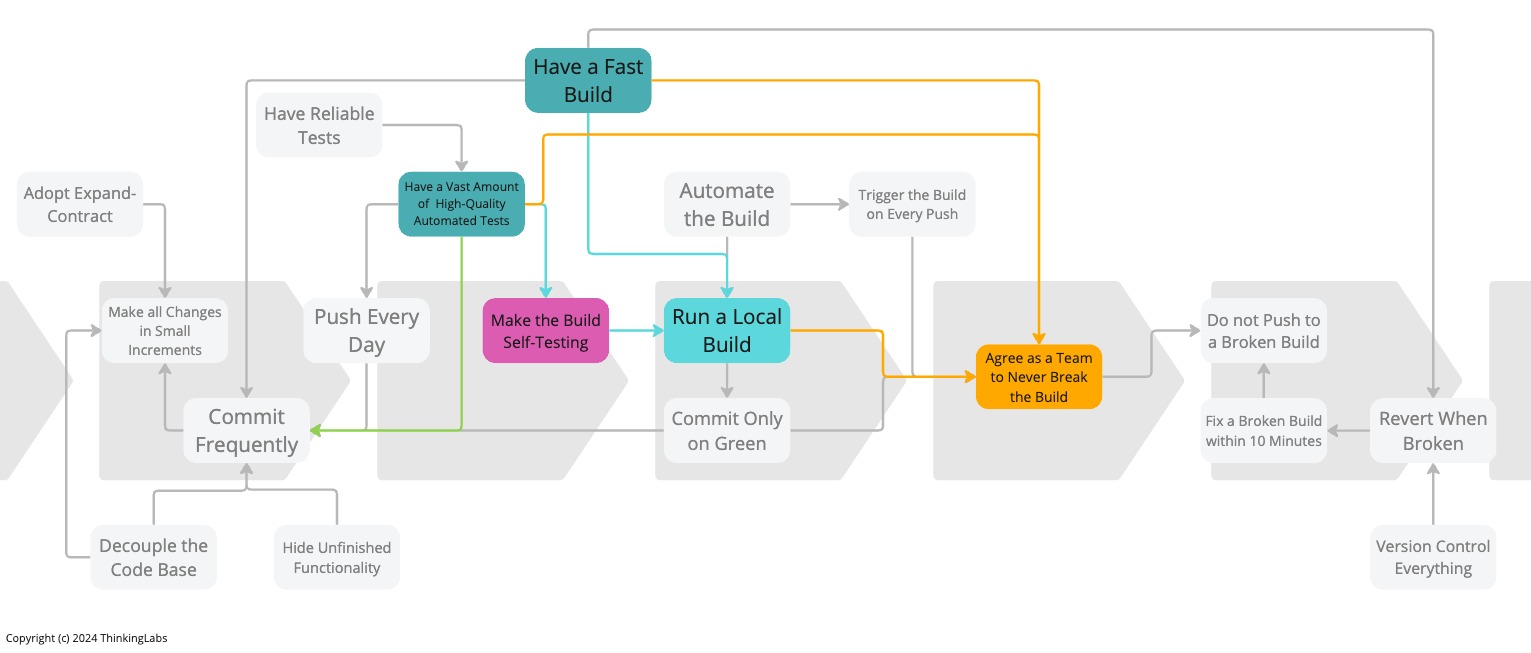 Have a Fast
Build
Have Reliable
Tests
Adopt Expand-
Contract
Have a Vast Amount
of High-Quality
Automated Tests
Automate
the Build
Trigger the Build
on Every Push
Make all Changes
in Small
Increments
Push Every
Day
Make the Build
Self-Testing
Run a Local
Build
Agree as a Team
to Never Break
the Build
Do not Push to
a Broken Build
Commit
Frequently
Commit Only
on Green
Fix a Broken Build
within 10 Minutes
Revert When
Broken
Decouple the
Code Base
Hide Unfinished
Functionality
Version Control
Everything
Copyright (c) 2024 ThinkingLabs